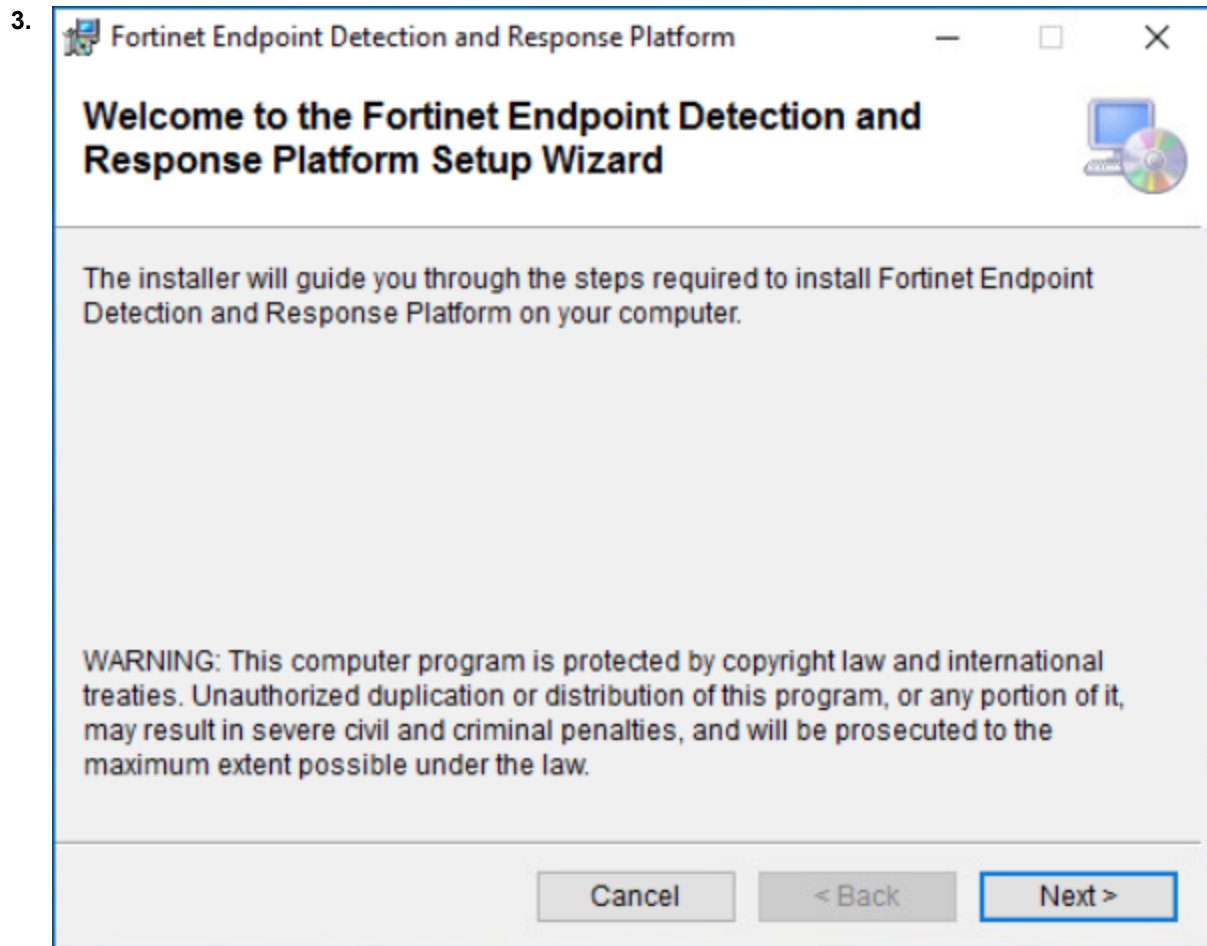 3.
Fortinet Endpoint Detection and Response Platform
Welcome to the Fortinet Endpoint Detection and
Response Platform Setup Wizard
The installer will guide you through the steps required to install Fortinet Endpoint
Detection and Response Platform on your computer.
WARNING: This computer program is protected by copyright law and international
treaties. Unauthorized duplication or distribution of this program, or any portion of it,
may result in severe civil and criminal penalties, and will be prosecuted to the
maximum extent possible under the law.
Cancel < Back Next >